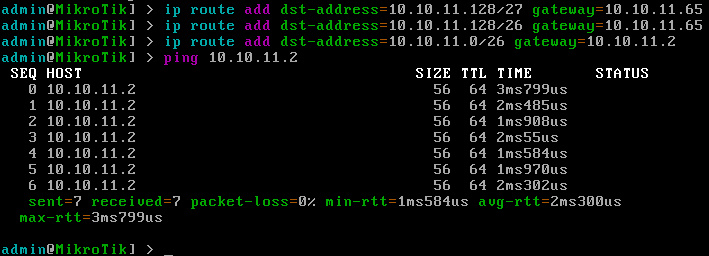 admin@MikroTik] > ip route add dst-address=10.10.11.128/27 gateway=10.10.11.65
admin@MikroTik] > ip route add dst-address=10.10.11.128/26 gateway=10.10.11.65
admin@MikroTik] > ip route add dst-address=10.10.11.0/26 gateway=10.10.11.2
admin@MikroTik] > ping 10.10.11.2
SEQ HOST SIZE TTL TIME STATUS
0 10.10.11.2 56 64 3ms799us
1 10.10.11.2 56 64 2ms485us
2 10.10.11.2 56 64 1ms908us
3 10.10.11.2 56 64 2ms55us
4 10.10.11.2 56 64 1ms584us
5 10.10.11.2 56 64 1ms970us
6 10.10.11.2 56 64 2ms302us
sent=7 received=7 packet-loss=0% min-rtt=1ms584us avg-rtt=2ms300us
max-rtt=3ms799us
admin@MikroTik] > _